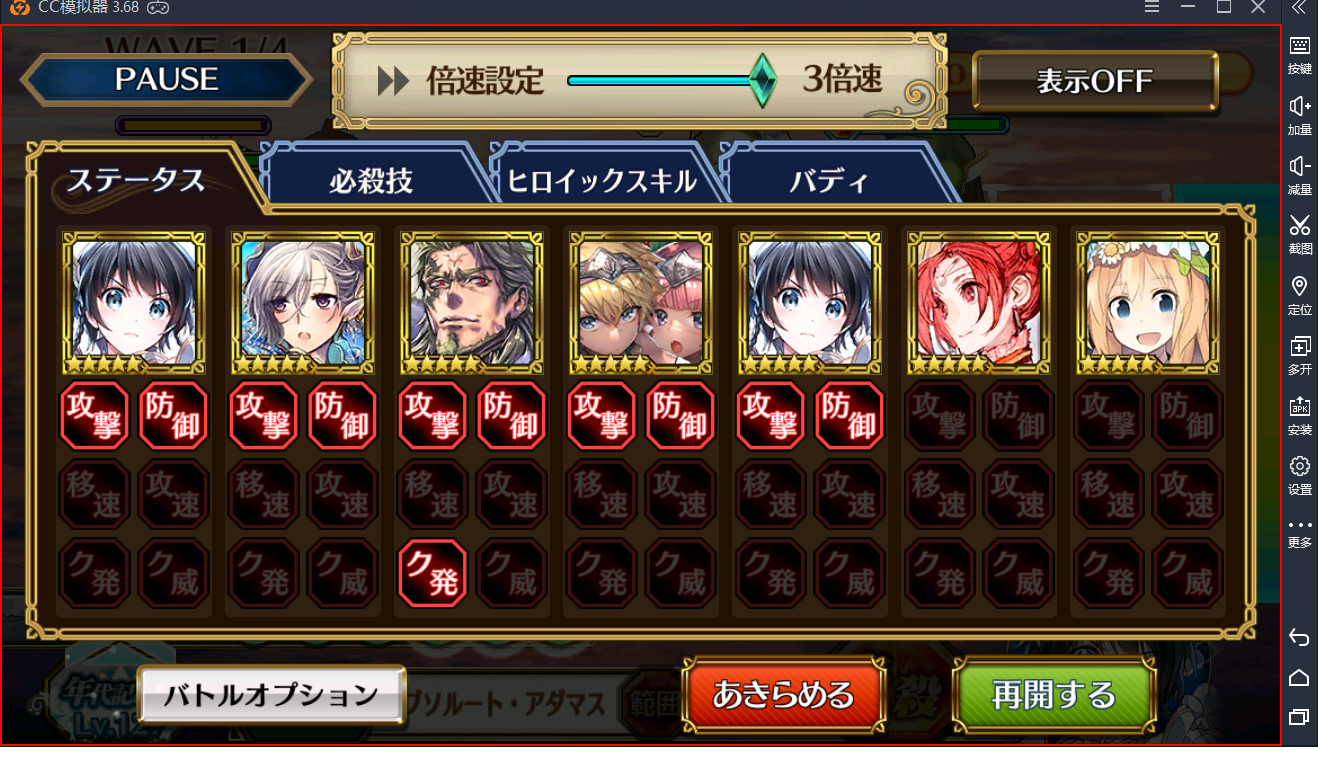 CC模拟器 3.68
WAVE 1/4
PAUSE
倍速設定
3倍速
表示OFF
ステータス
必殺技
ヒロイックスキル
バディ
攻撃 防御 攻撃 防御 攻撃 防御 攻撃 防御 攻撃 防御 攻撃 防御 攻撃 防御
移速 攻速 移速 攻速 移速 攻速 移速 攻速 移速 攻速 移速 攻速 移速 攻速
ク発 ク威 ク発 ク威 ク発 ク威 ク発 ク威 ク発 ク威 ク発 ク威 ク発 ク威
年代記
Lv.12
バトルオプション
ソルート・アダマス
範囲
あきらめる
殺
再開する
按键
加量
减量
截图
定位
多开
APK
安装
设置
更多